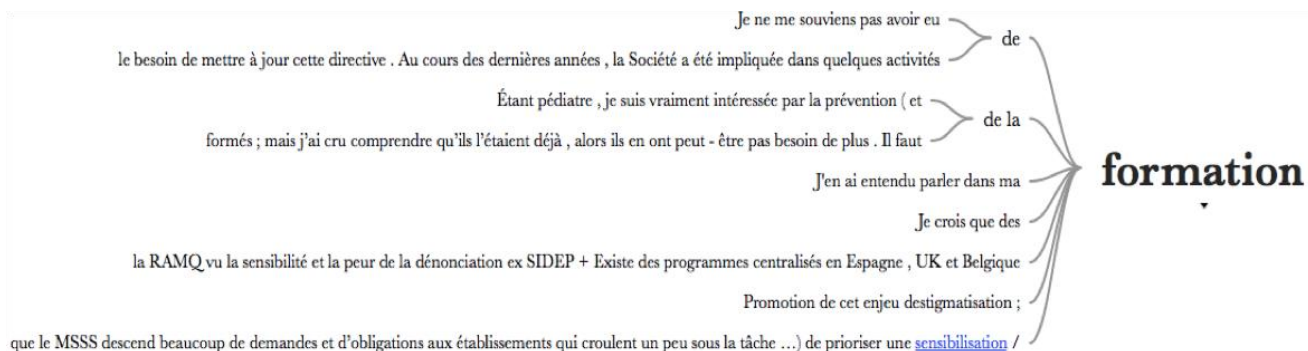 Je ne me souviens pas avoir eu
de
le besoin de mettre à jour cette directive . Au cours des dernières années , la Société a été impliquée dans quelques activités
Étant pédiatre , je suis vraiment intéressée par la prévention ( et
de la
formés ; mais j'ai cru comprendre qu'ils l'étaient déjà , alors ils en ont peut - être pas besoin de plus . Il faut
formation
J'en ai entendu parler dans ma
Je crois que des
la RAMQ vu la sensibilité et la peur de la dénonciation ex SIDEP + Existe des programmes centralisés en Espagne , UK et Belgique
Promotion de cet enjeu destigmatisation ;
que le MSSS descend beaucoup de demandes et d'obligations aux établissements qui croulent un peu sous la tâche ...) de prioriser une sensibilisation /